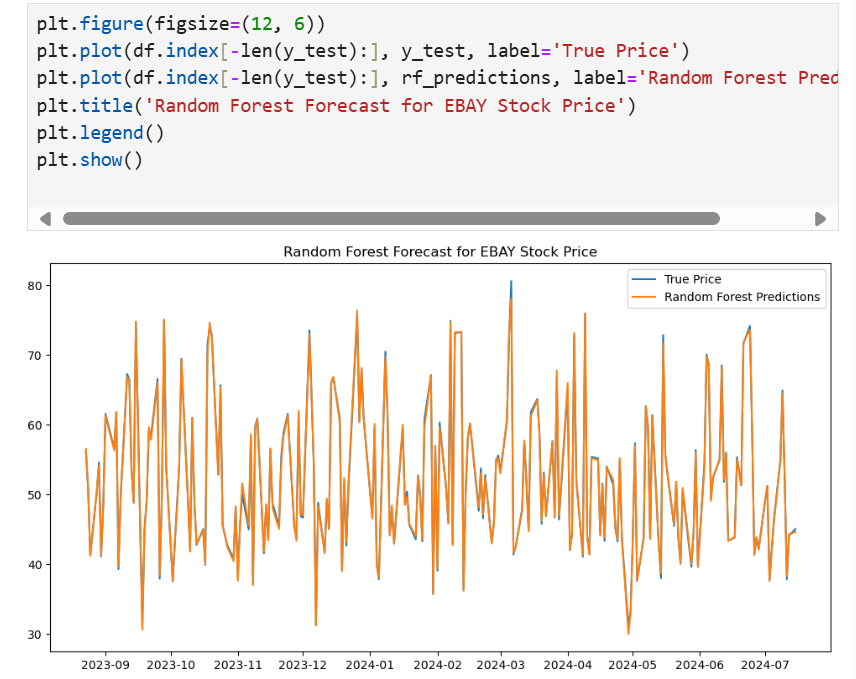 plt.figure(figsize=(12, 6))
plt.plot(df.index[-len(y_test):], y_test, label='True Price')
plt.plot(df.index[-len(y_test):], rf_predictions, label='Random Forest Pred
plt.title('Random Forest Forecast for EBAY Stock Price')
plt.legend()
plt.show()
Random Forest Forecast for EBAY Stock Price
True Price
Random Forest Predictions
80
70
60
50
40
30
2023-09 2023-10 2023-11 2023-12 2024-01 2024-02 2024-03 2024-04 2024-05 2024-06 2024-07